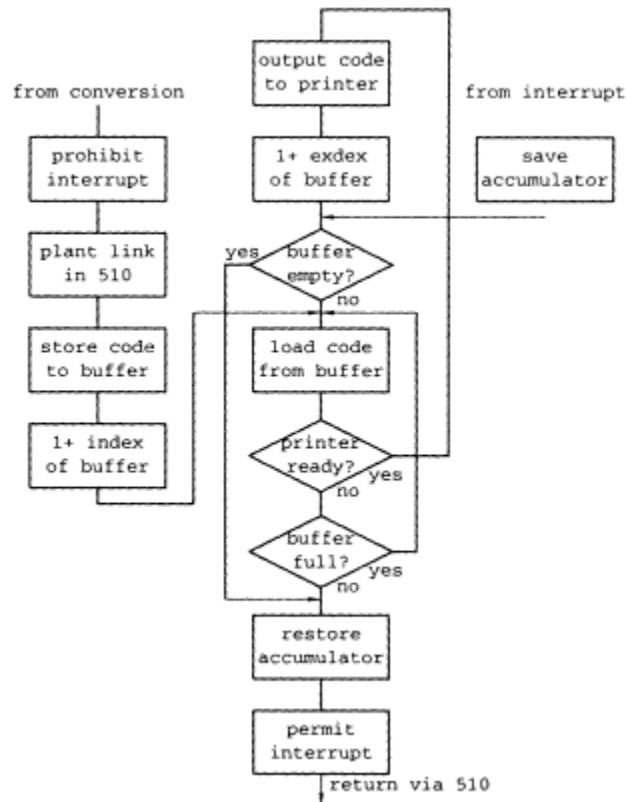 from conversion
prohibit
interrupt
plant link
in 510
store code
to buffer
1+ index
of buffer
output code
to printer
1+ exdex
of buffer
buffer
empty?
yes
no
load code
from buffer
printer
ready?
yes
no
buffer
full?
yes
no
restore
accumulator
permit
interrupt
return via 510
from interrupt
save
accumulator